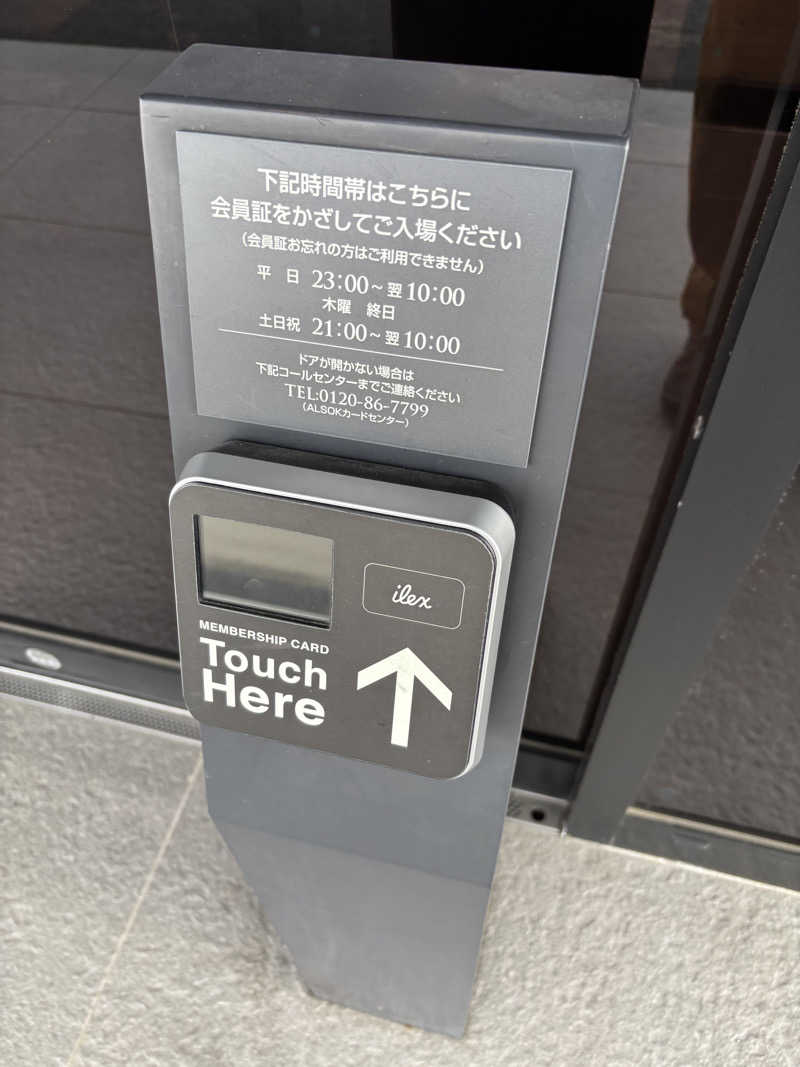 下記時間帯はこちらに
会員証をかざしてご入場ください
(会員証お忘れの方はご利用できません)
平 日 23:00~翌10:00
木曜 終日
土日祝 21:00~翌10:00
ドアが開かない場合は
下記コールセンターまでご連絡ください
TEL:0120-86-7799
(ALSOKカードセンター)
ilex
MEMBERSHIP CARD
Touch
Here